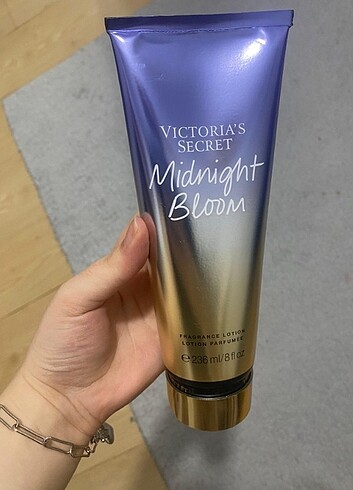 VICTORIA'S
SECRET
Midnight
Bloom
FRAGRANCE LOTION
LOTION PARFUMÉE
℮ 236 ml/8 fl oz